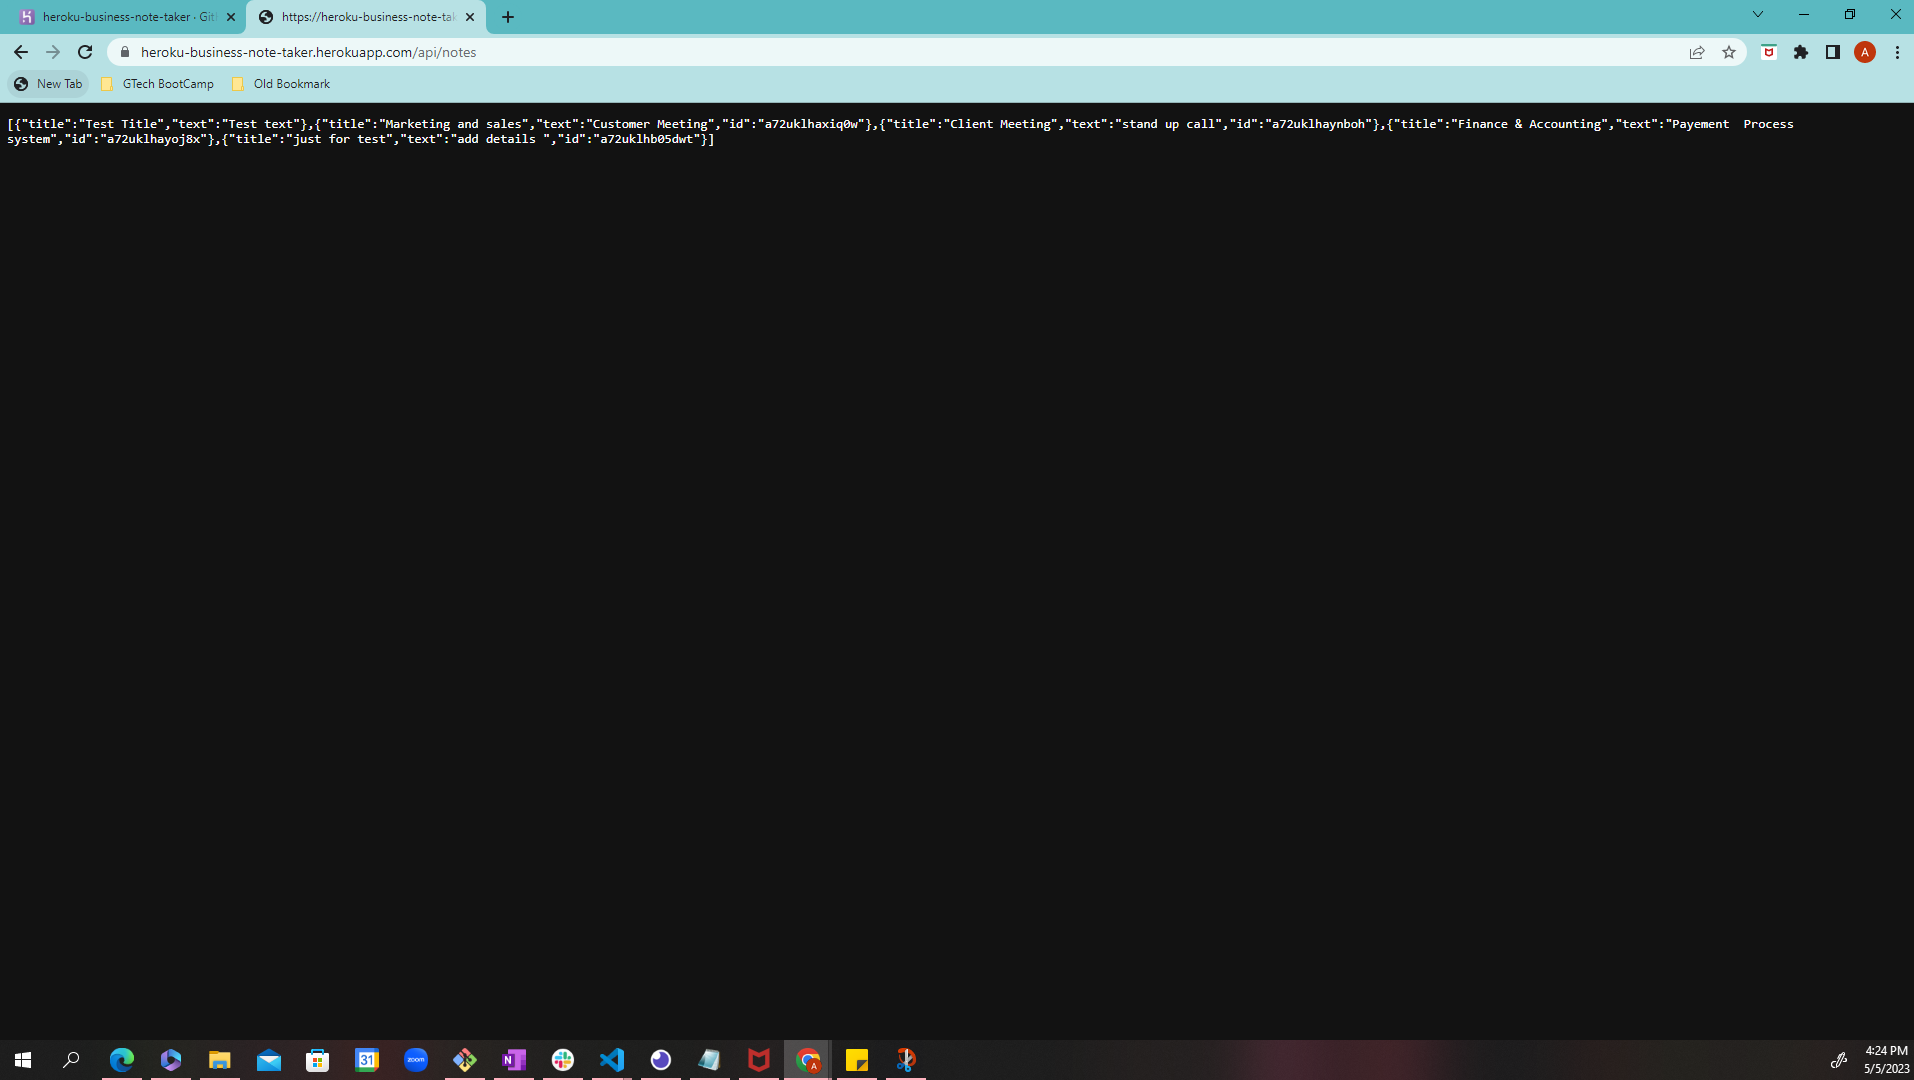 heroku-business-note-taker · Git
https://heroku-business-note-tak
heroku-business-note-taker.herokuapp.com/api/notes
A
New Tab
GTech BootCamp
Old Bookmark
[{"title":"Test Title","text":"Test text"},{"title":"Marketing and sales","text":"Customer Meeting","id":"a72uklhaxiq0w"},{"title":"Client Meeting","text":"stand up call","id":"a72uklhaynboh"},{"title":"Finance & Accounting","text":"Payement  Process
system","id":"a72uklhayoj8x"},{"title":"just for test","text":"add details ","id":"a72uklhb05dwt"}]
31
zoom
N
A
4:24 PM
5/5/2023